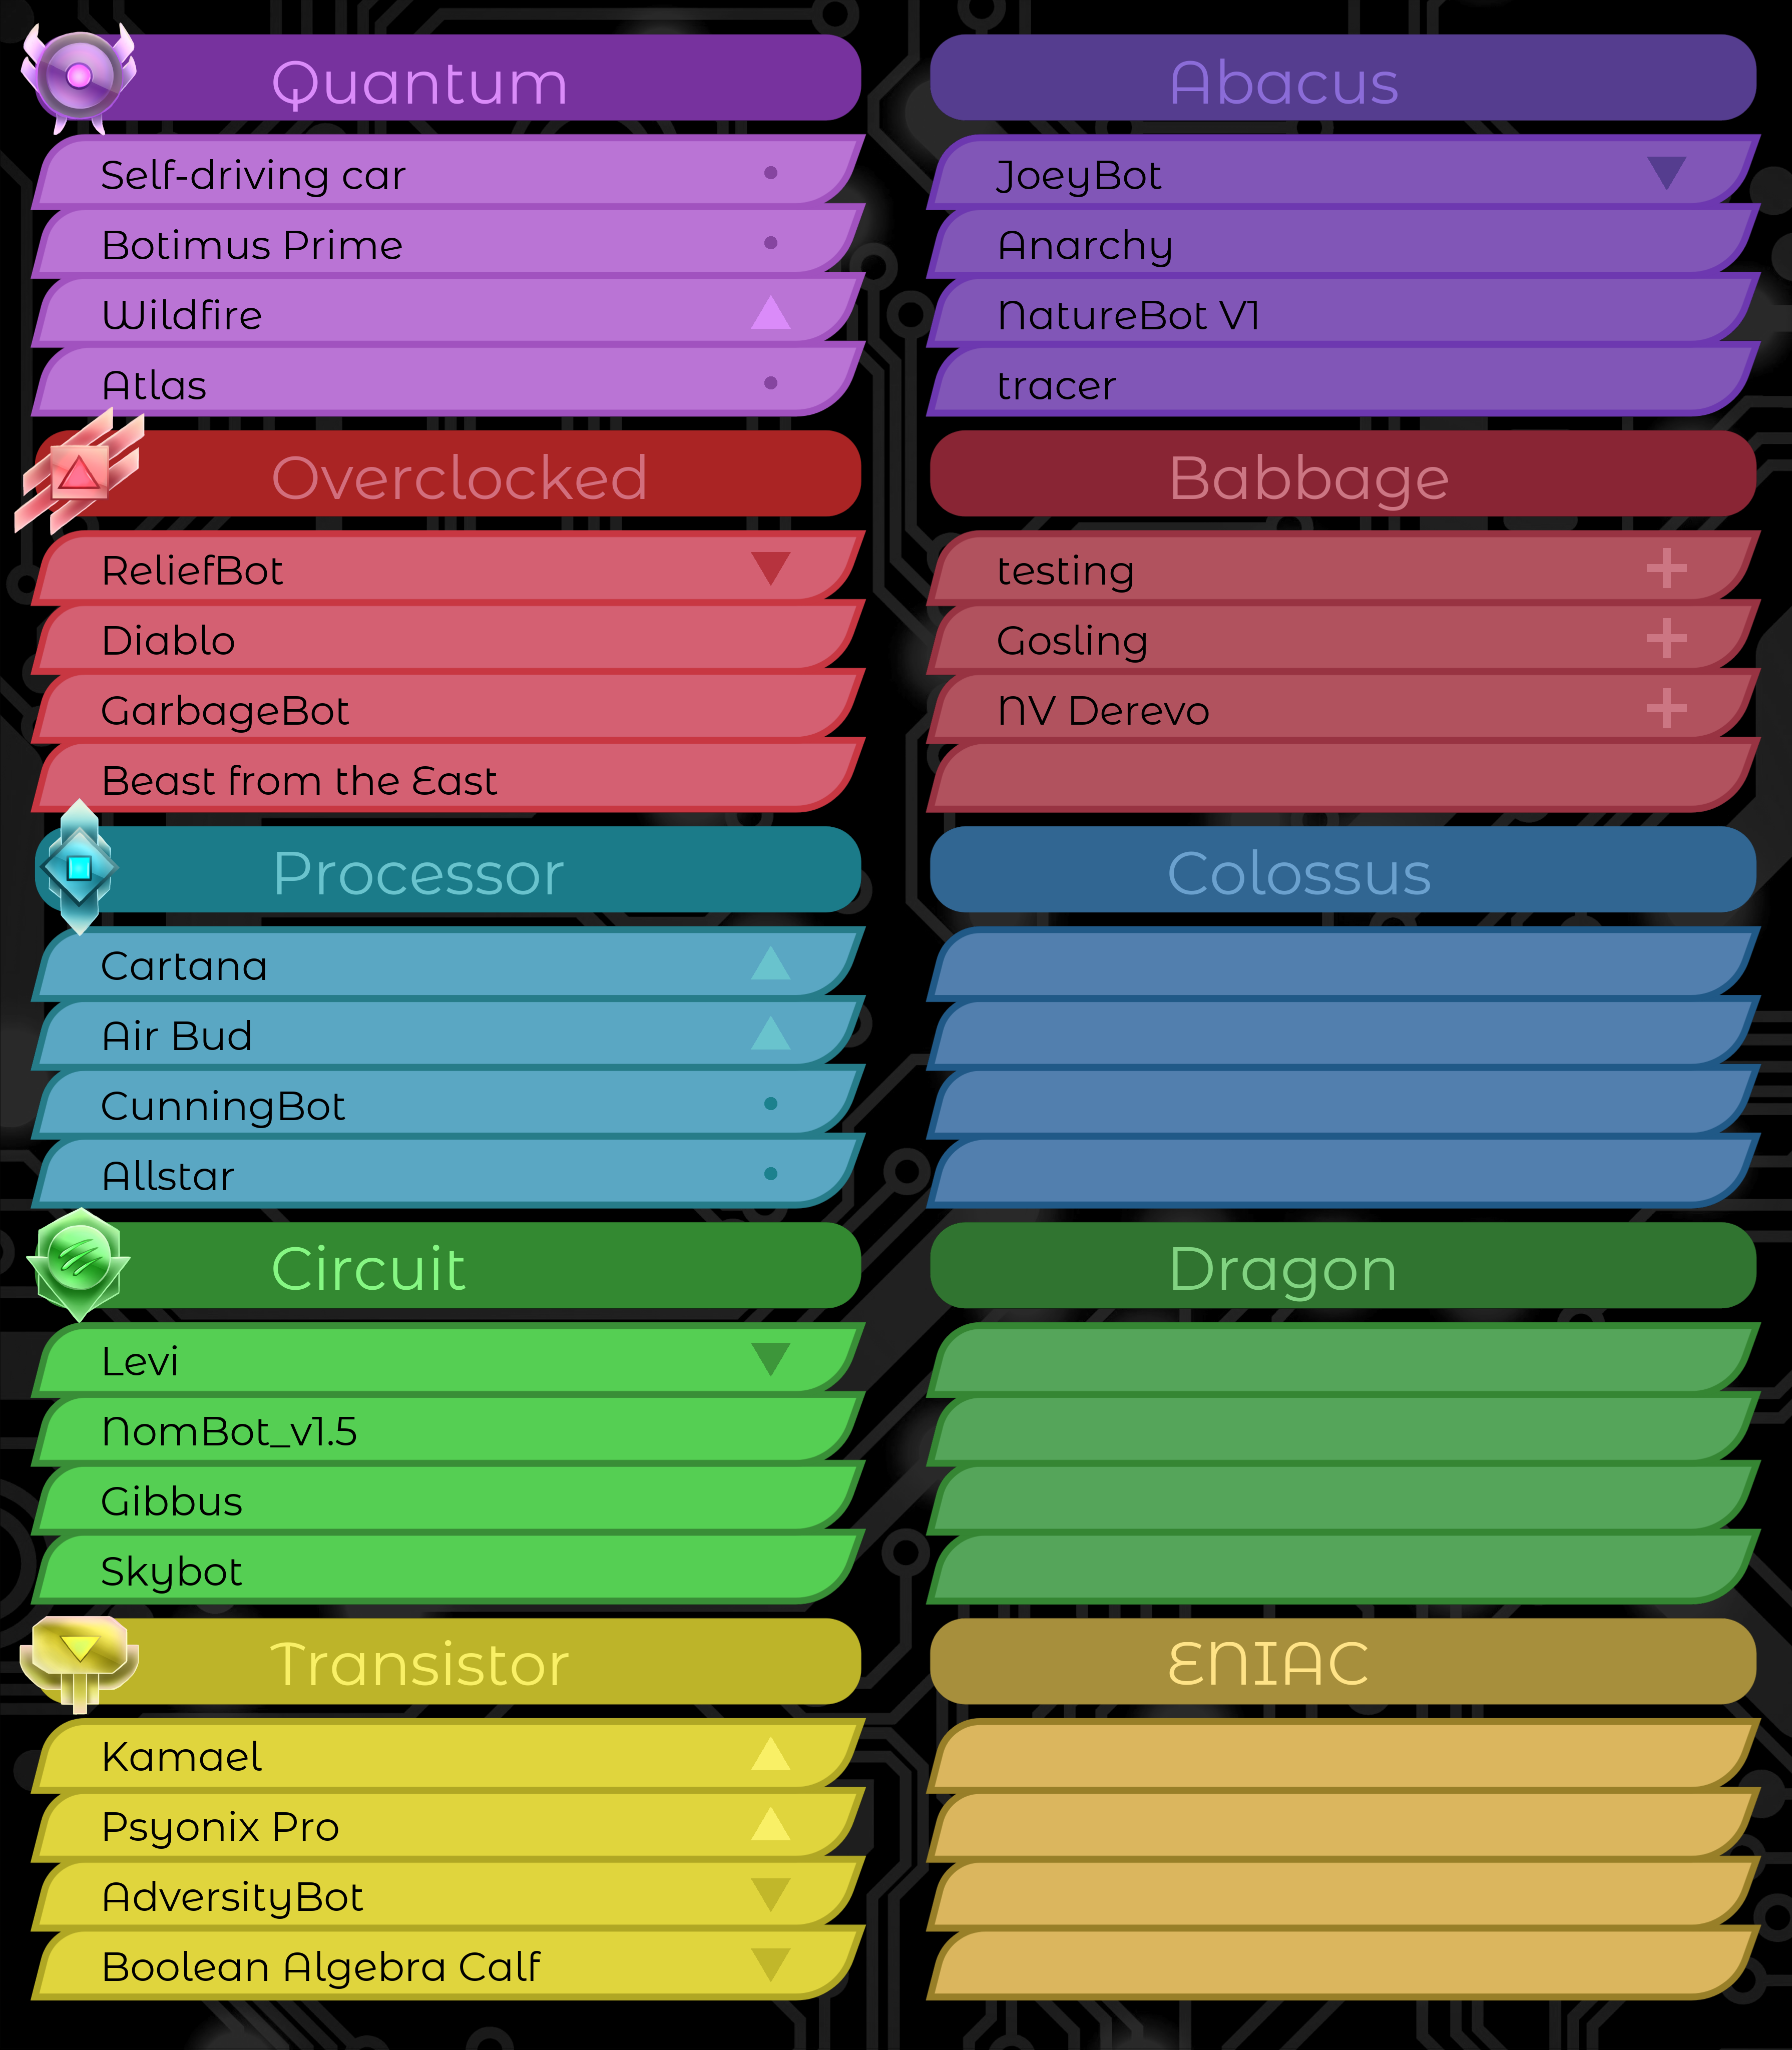 Quantum
Self-driving car
Botimus Prime
Wildfire
Atlas
Overclocked
ReliefBot
Diablo
GarbageBot
Beast from the East
Processor
Cartana
Air Bud
CunningBot
Allstar
Circuit
Levi
NomBot_v1.5
Gibbus
Skybot
Transistor
Kamael
Psyonix Pro
AdversityBot
Boolean Algebra Calf
Abacus
JoeyBot
Anarchy
NatureBot V1
tracer
Babbage
testing
Gosling
NV Derevo
Colossus
Dragon
ENIAC